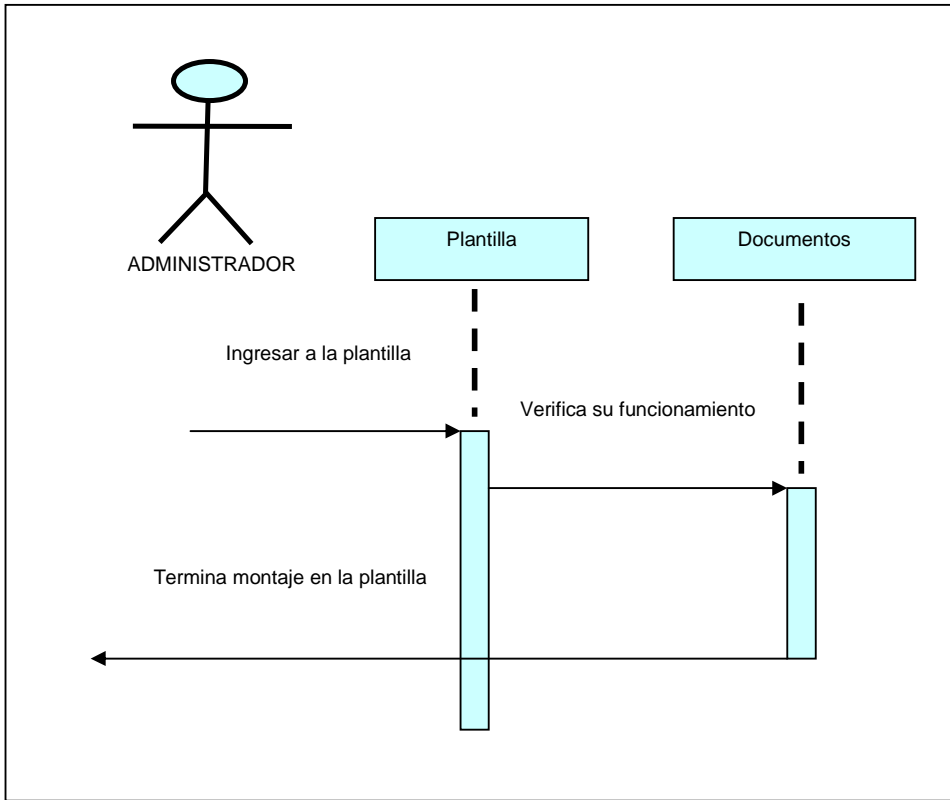 Plantilla
Documentos
ADMINISTRADOR
Ingresar a la plantilla
Verifica su funcionamiento
Termina montaje en la plantilla